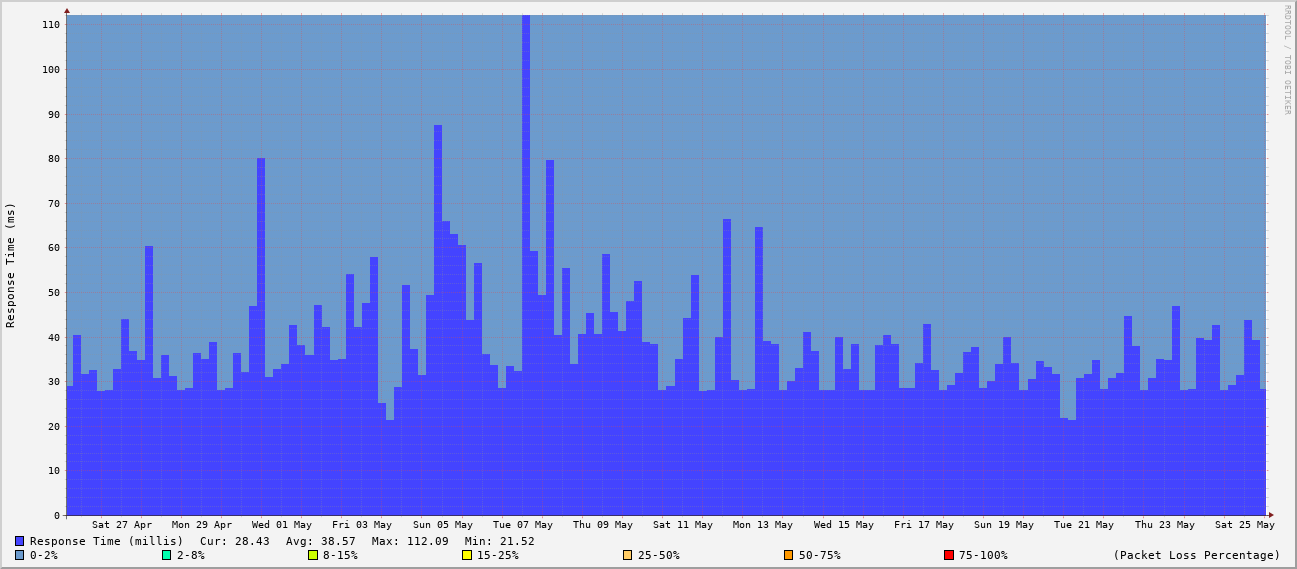 RRDTOOL / TOBI OETIKER
Response Time (ms)
110
100
90
80
70
60
50
40
30
20
10
0
Sat 27 Apr Mon 29 Apr Wed 01 May Fri 03 May Sun 05 May Tue 07 May Thu 09 May Sat 11 May Mon 13 May Wed 15 May Fri 17 May Sun 19 May Tue 21 May Thu 23 May Sat 25 May
Response Time (millis) Cur: 28.43 Avg: 38.57 Max: 112.09 Min: 21.52
0-2% 2-8% 8-15% 15-25% 25-50% 50-75% 75-100% (Packet Loss Percentage)